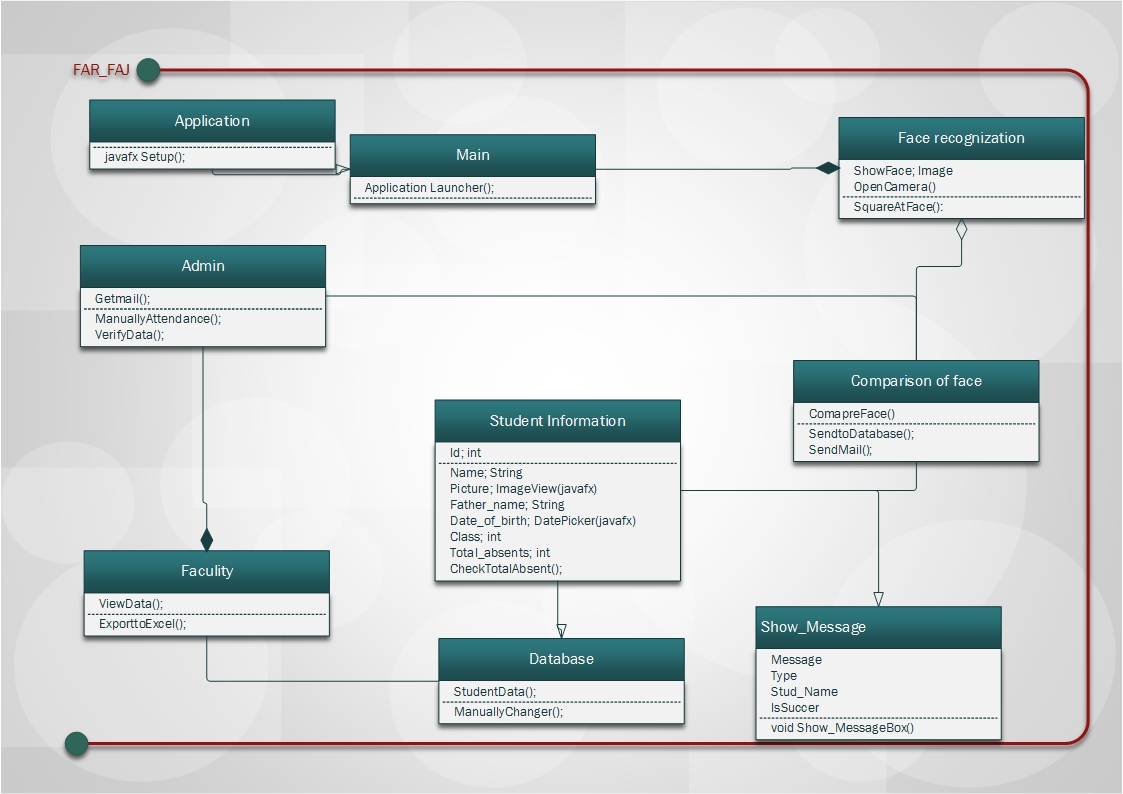 FAR_FAJ
Application
javafx Setup();
Main
Application Launcher();
Face recognization
ShowFace; Image
OpenCamera()
SquareAtFace():
Admin
Getmail();
ManuallyAttendance();
VerifyData();
Comparison of face
ComapreFace()
SendtoDatabase();
SendMail();
Student Information
Id; int
Name; String
Picture; ImageView(javafx)
Father_name; String
Date_of_birth; DatePicker(javafx)
Class; int
Total_absents; int
CheckTotalAbsent();
Faculity
ViewData();
ExporttoExcel();
Database
StudentData();
ManuallyChanger();
Show_Message
Message
Type
Stud_Name
IsSuccer
void Show_MessageBox()